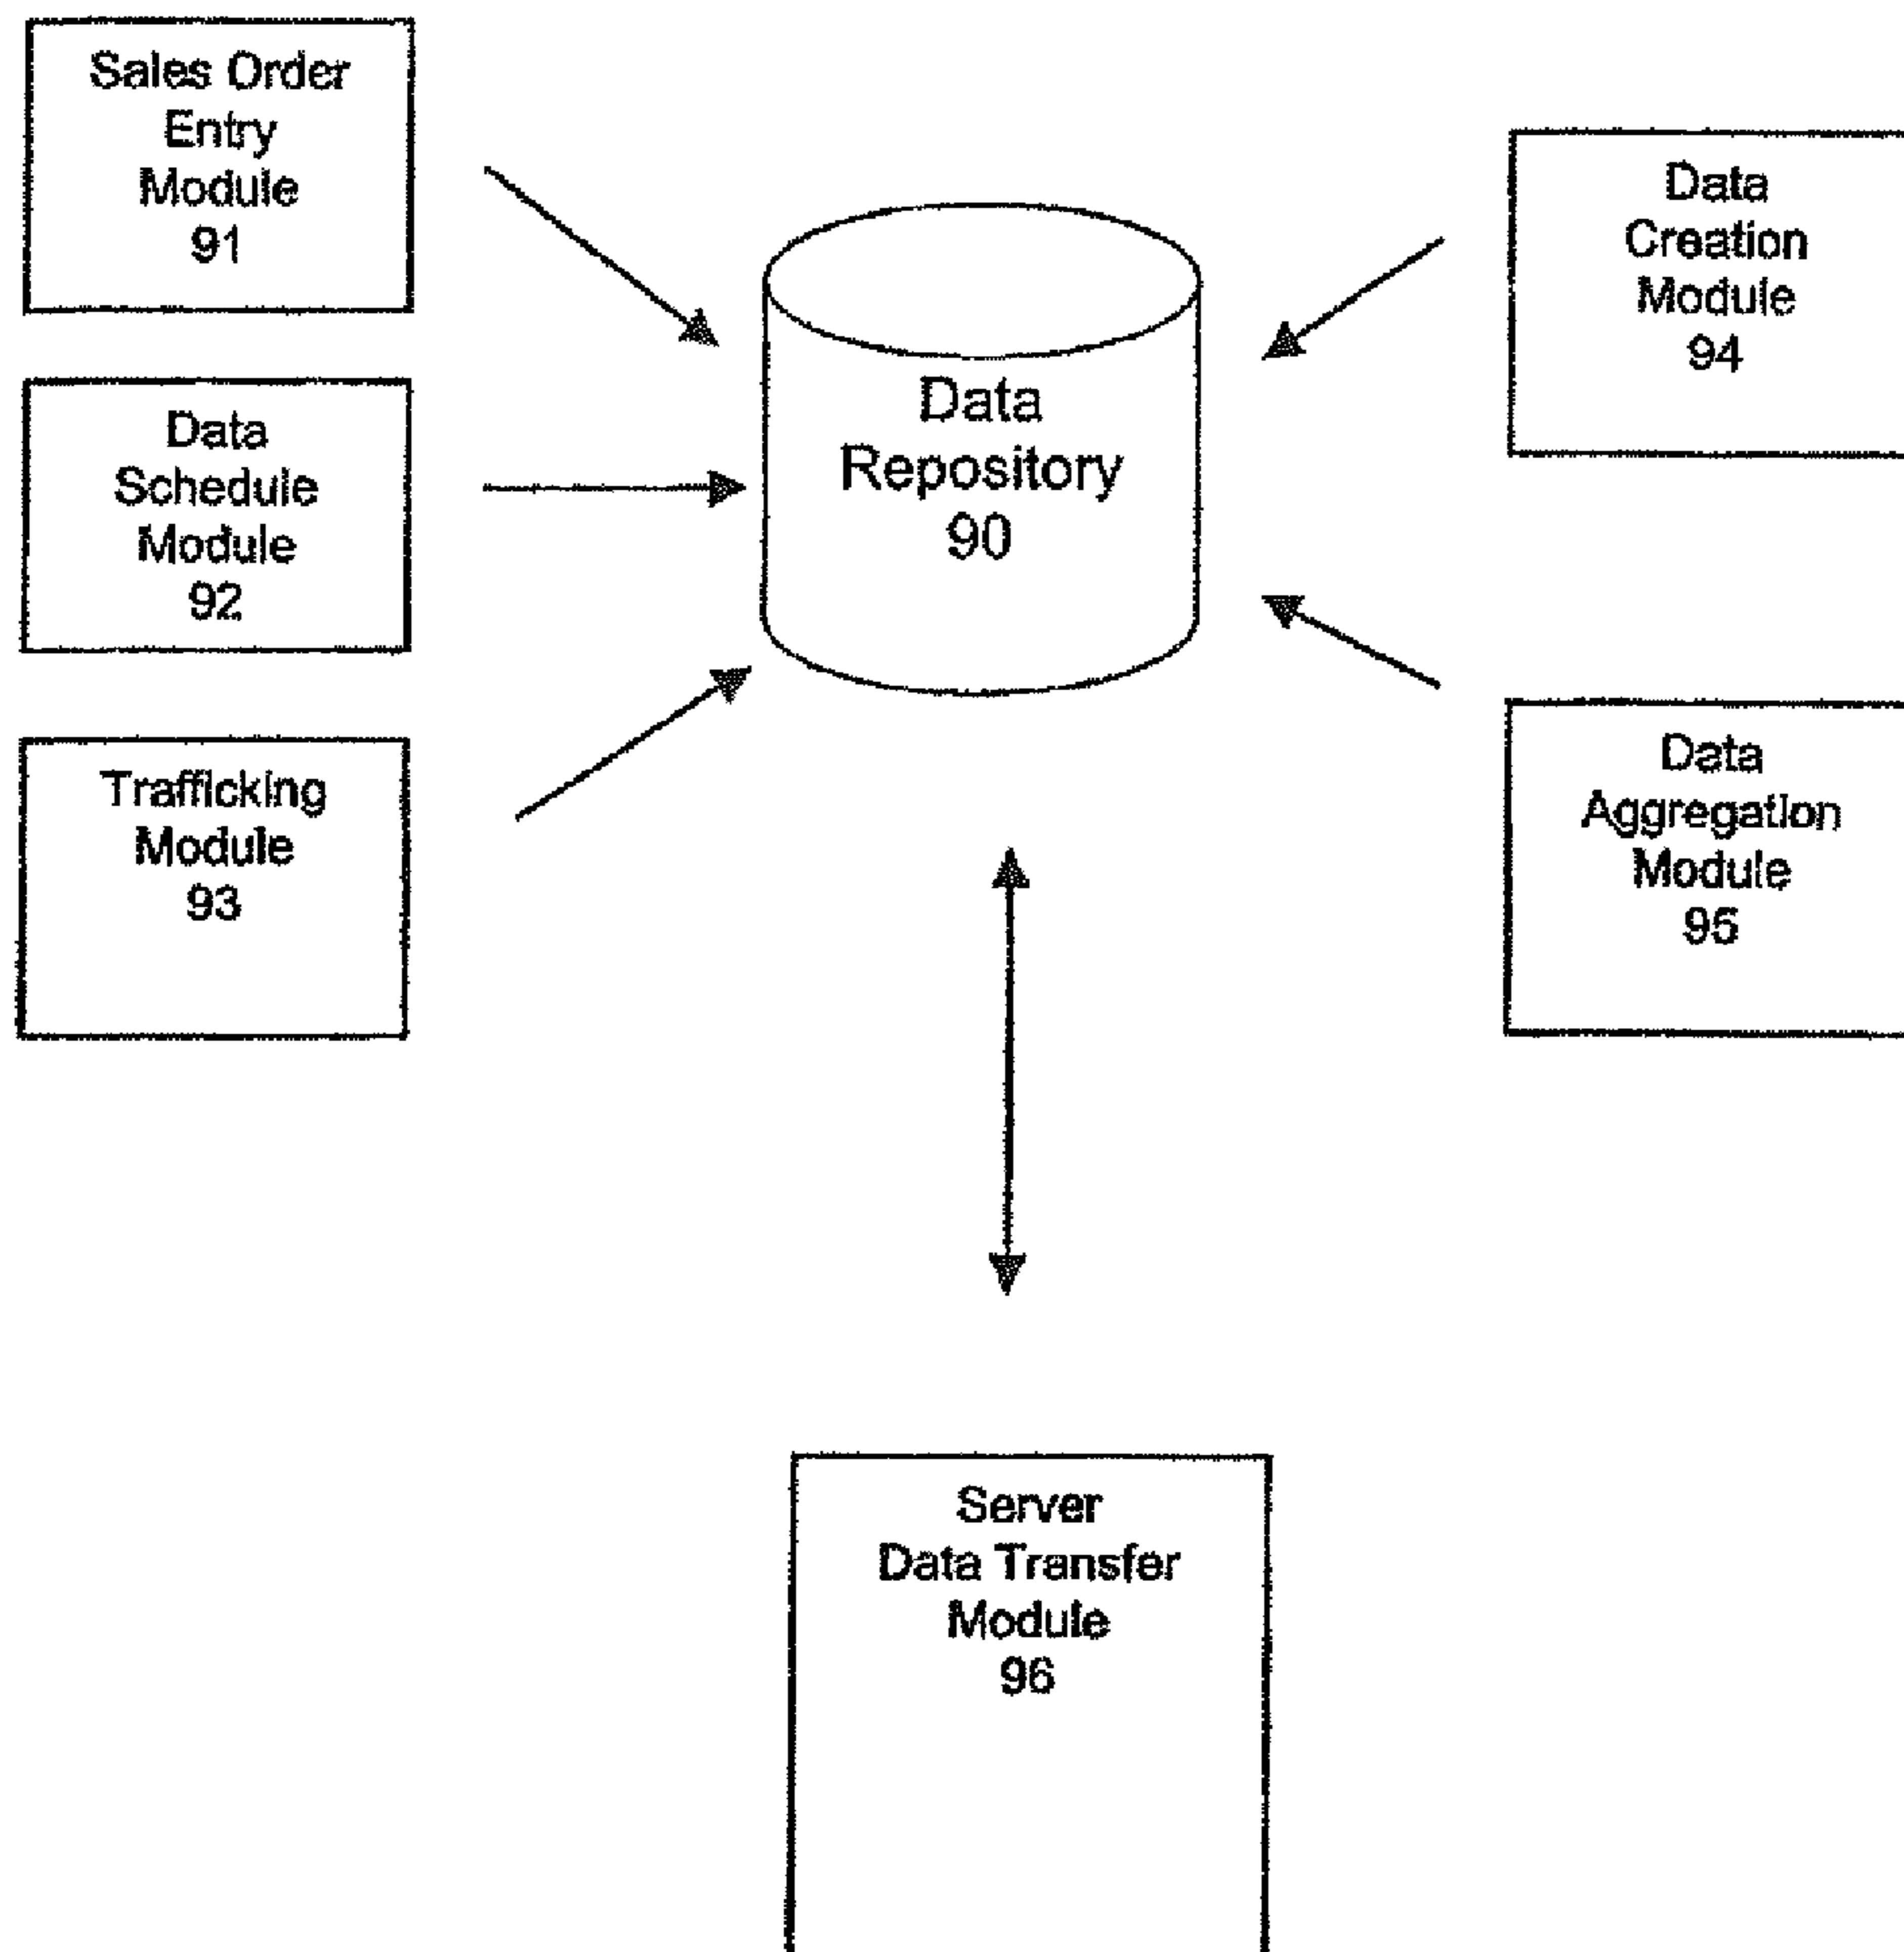 Sales Order
Entry
Module
91
Data
Schedule
Module
92
Trafficking
Module
93
Data
Repository
90
Data
Creation
Module
94
Data
Aggregation
Module
95
Server
Data Transfer
Module
96